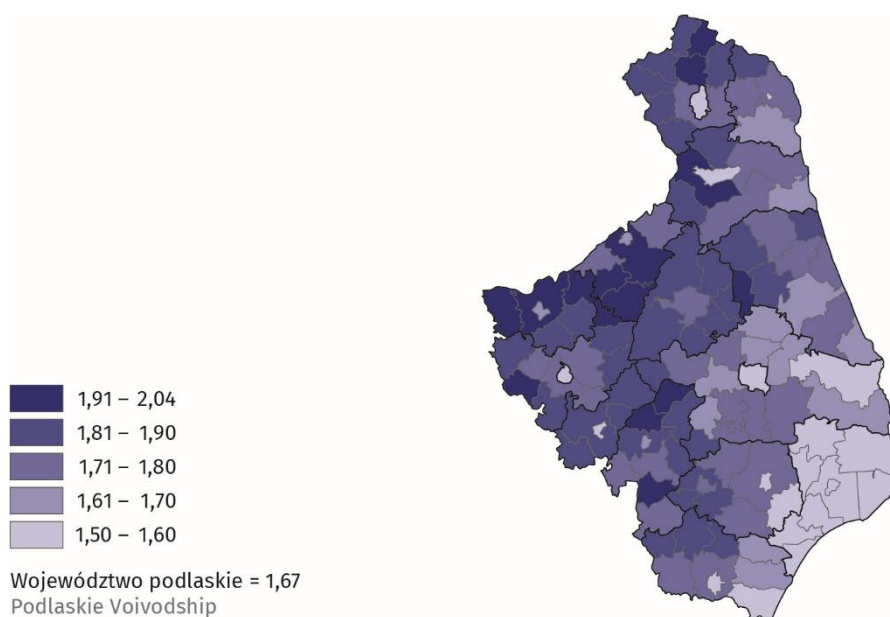 1,91 – 2,04
1,81 – 1,90
1,71 – 1,80
1,61 – 1,70
1,50 – 1,60
Województwo podlaskie = 1,67
Podlaskie Voivodship